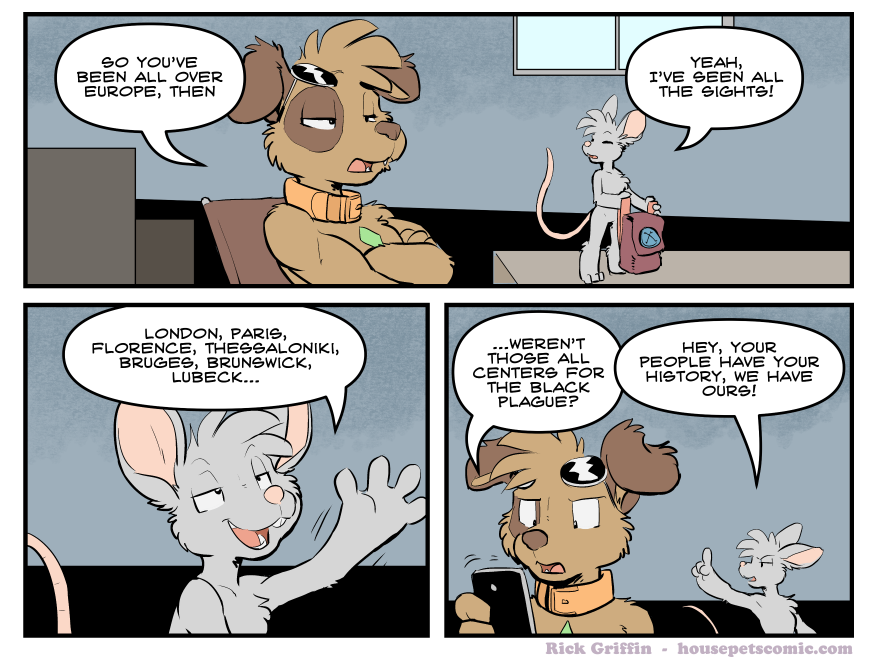 SO YOU'VE
BEEN ALL OVER
EUROPE, THEN
YEAH,
I'VE SEEN ALL
THE SIGHTS!
LONDON, PARIS,
FLORENCE, THESSALONIKI,
BRUGES, BRUNSWICK,
LUBECK...
...WEREN'T
THOSE ALL
CENTERS FOR
THE BLACK
PLAGUE?
HEY, YOUR
PEOPLE HAVE YOUR
HISTORY, WE HAVE
OURS!
Rick Griffin - housepetscomic.com